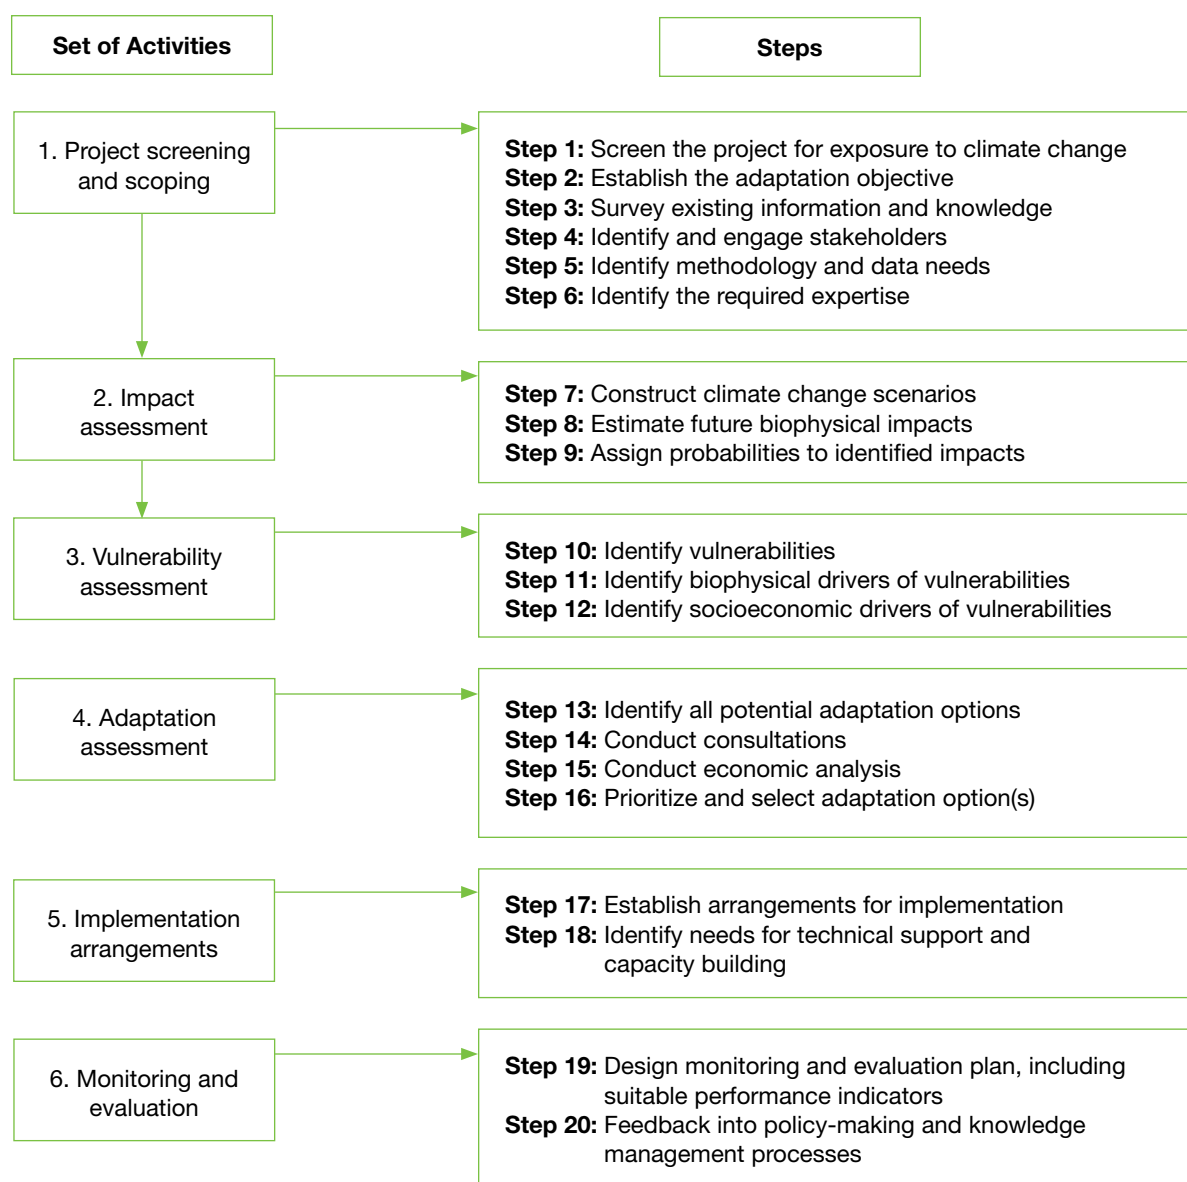 Set of Activities
Steps
1. Project screening
and scoping
Step 1: Screen the project for exposure to climate change
Step 2: Establish the adaptation objective
Step 3: Survey existing information and knowledge
Step 4: Identify and engage stakeholders
Step 5: Identify methodology and data needs
Step 6: Identify the required expertise
2. Impact
assessment
Step 7: Construct climate change scenarios
Step 8: Estimate future biophysical impacts
Step 9: Assign probabilities to identified impacts
3. Vulnerability
assessment
Step 10: Identify vulnerabilities
Step 11: Identify biophysical drivers of vulnerabilities
Step 12: Identify socioeconomic drivers of vulnerabilities
4. Adaptation
assessment
Step 13: Identify all potential adaptation options
Step 14: Conduct consultations
Step 15: Conduct economic analysis
Step 16: Prioritize and select adaptation option(s)
5. Implementation
arrangements
Step 17: Establish arrangements for implementation
Step 18: Identify needs for technical support and
capacity building
6. Monitoring and
evaluation
Step 19: Design monitoring and evaluation plan, including
suitable performance indicators
Step 20: Feedback into policy-making and knowledge
management processes